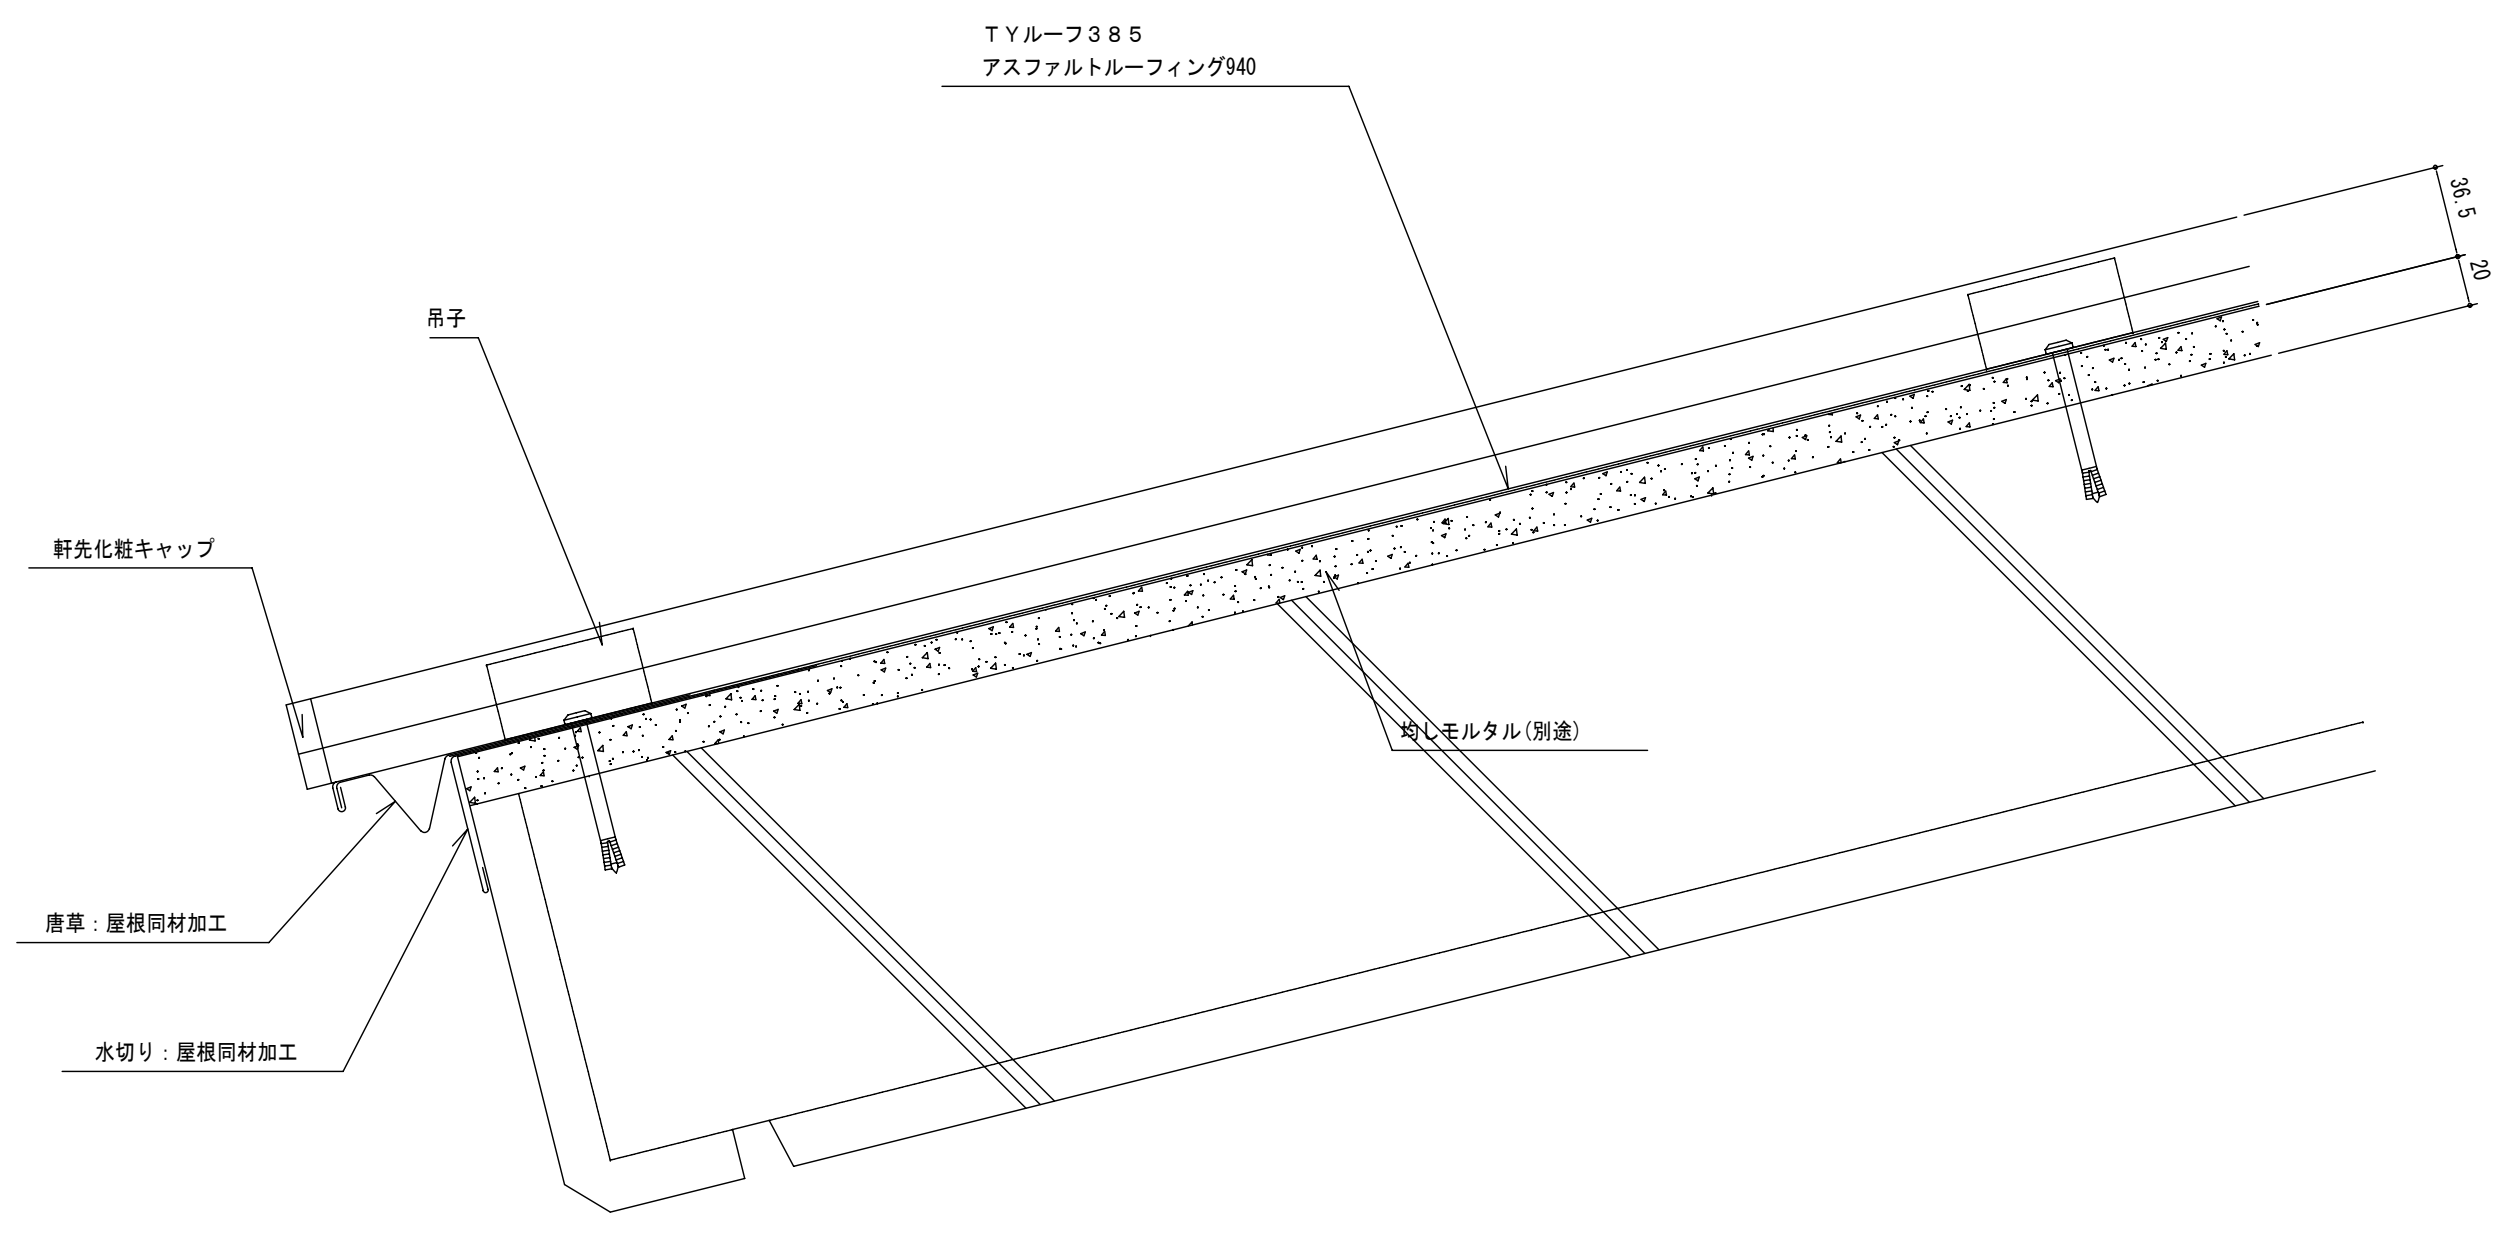 ＴＹルーフ３８５
アスファルトルーフィング940
36.5
20
吊子
軒先化粧キャップ
均しモルタル(別途)
唐草：屋根同材加工
水切り：屋根同材加工